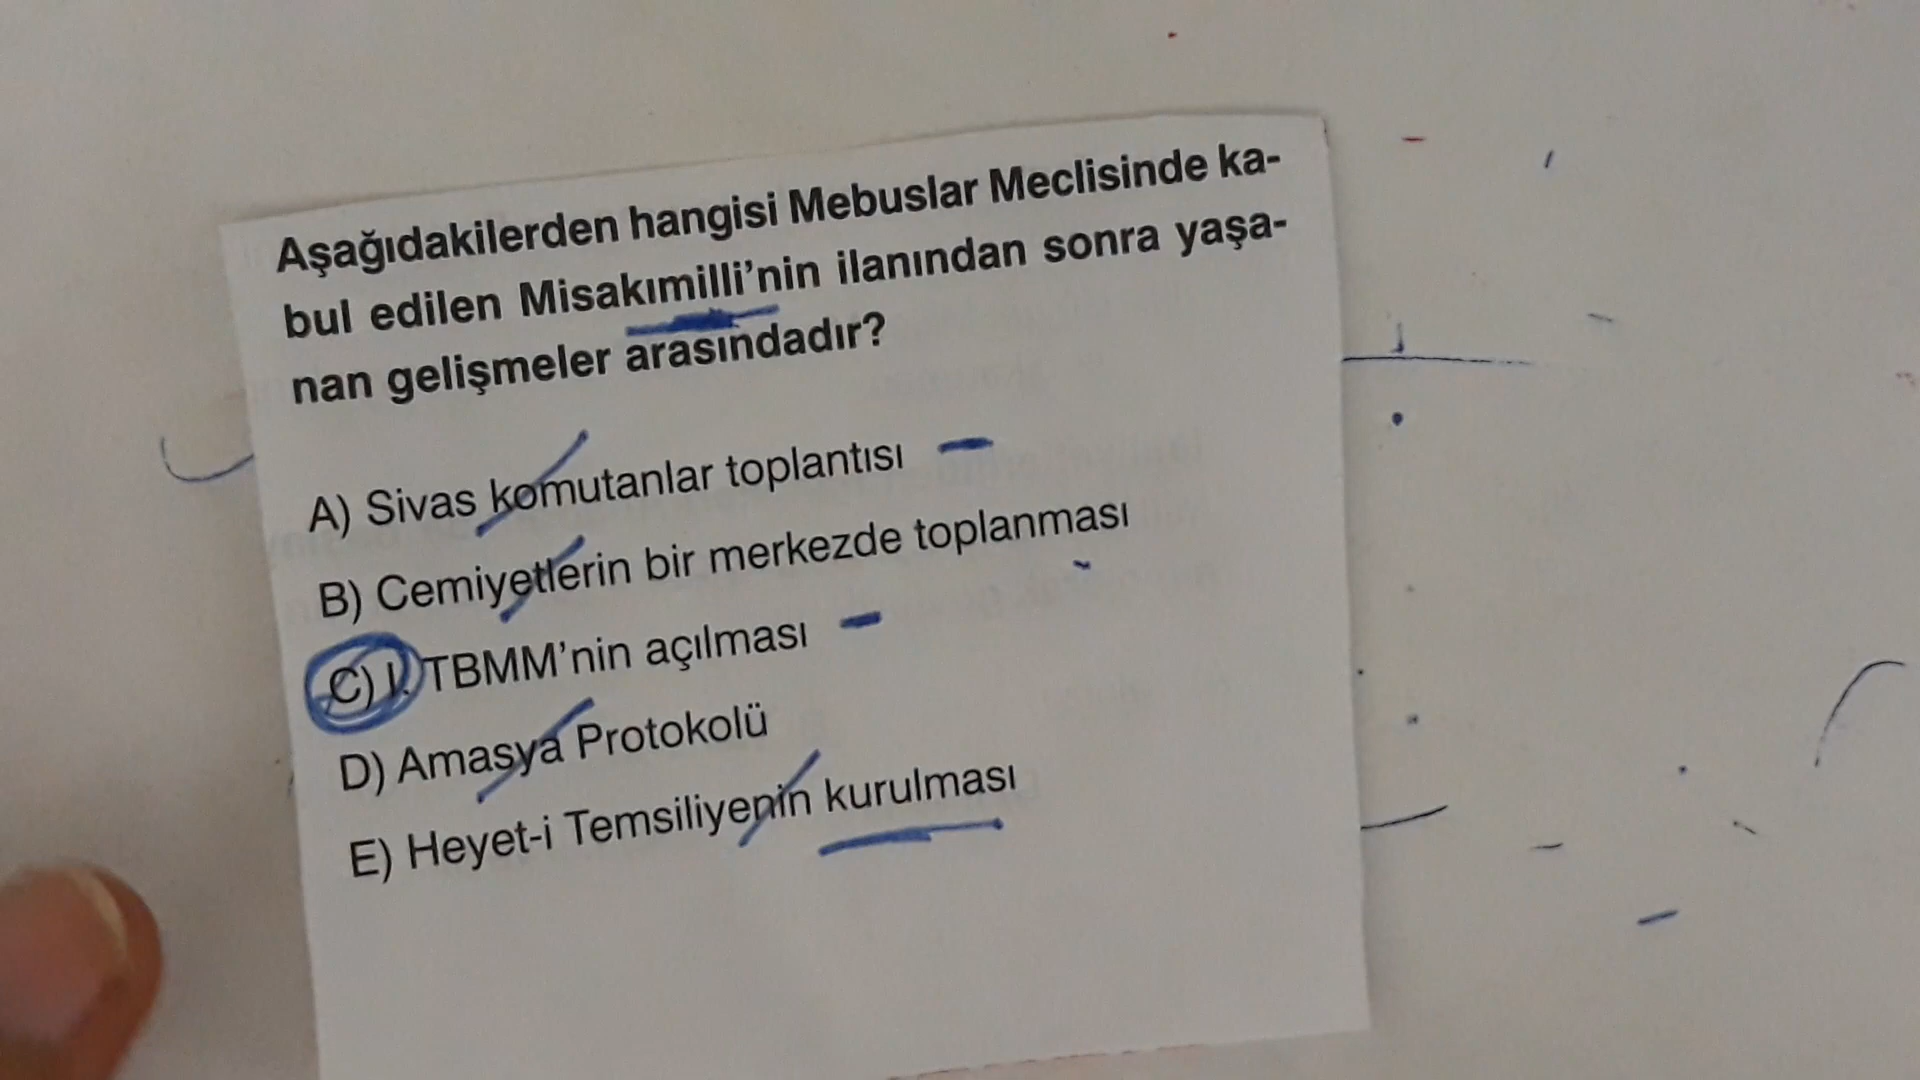 Aşağıdakilerden hangisi Mebuslar Meclisinde ka-
bul edilen Misakımilli'nin ilanından sonra yaşa-
nan gelişmeler arasındadır?
A) Sivas komutanlar toplantısı
B) Cemiyetlerin bir merkezde toplanması
C) I. TBMM'nin açılması
D) Amasya Protokolü
E) Heyet-i Temsiliyenin kurulması